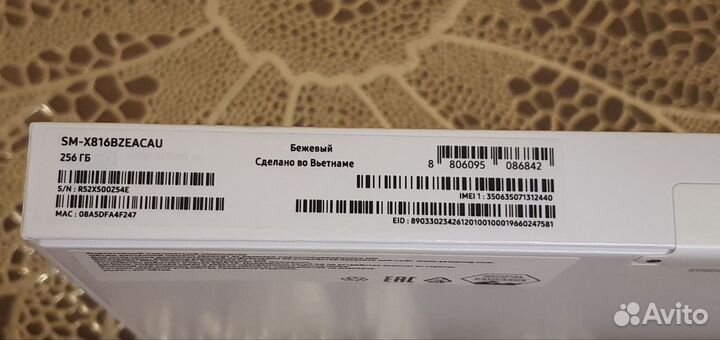 SM-X816BZEACAU
256 ГБ
S/N : R52X500Z54E
MAC : 08A5DFA4F247
Бежевый
Сделано во Вьетнаме
8 806095 086842
IMEI 1 : 350635071312440
EID : 89033023426120100100019660247581
EAC
Avito